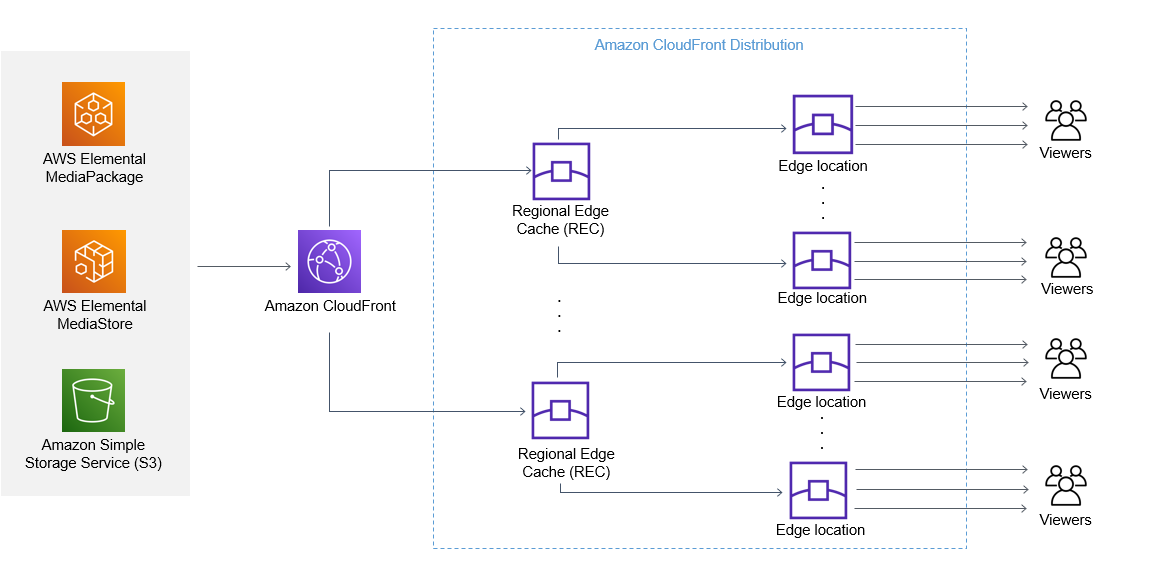 Amazon CloudFront Distribution
AWS Elemental
MediaPackage
AWS Elemental
MediaStore
Amazon Simple
Storage Service (S3)
Amazon CloudFront
Regional Edge
Cache (REC)
Regional Edge
Cache (REC)
Edge location
Edge location
Edge location
Edge location
Viewers
Viewers
Viewers
Viewers